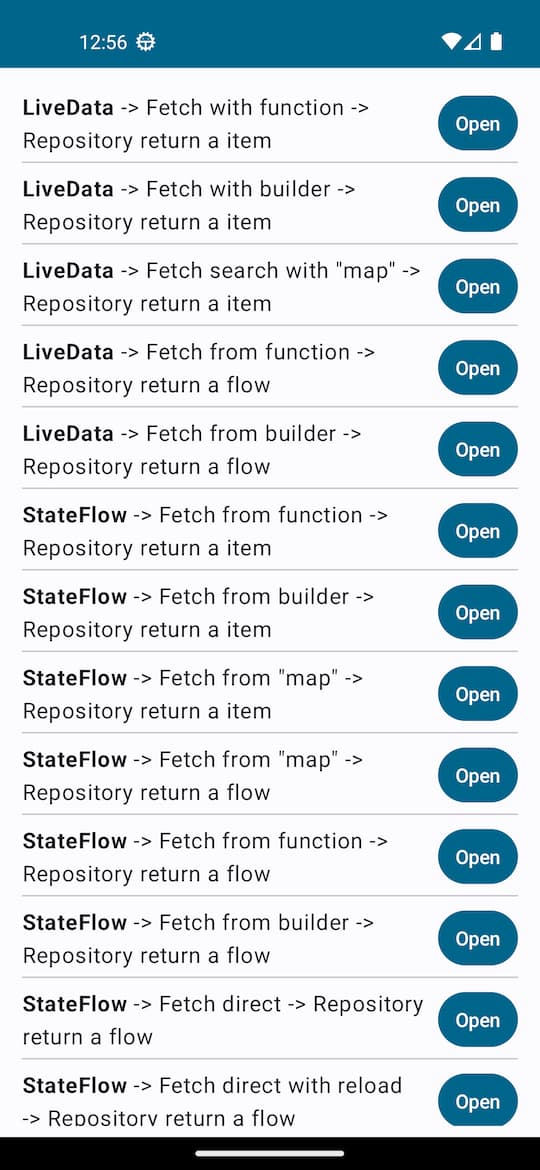 12:56
LiveData -> Fetch with function ->
Repository return a item
Open
LiveData -> Fetch with builder ->
Repository return a item
Open
LiveData -> Fetch search with "map" ->
Repository return a item
Open
LiveData -> Fetch from function ->
Repository return a flow
Open
LiveData -> Fetch from builder ->
Repository return a flow
Open
StateFlow -> Fetch from function ->
Repository return a item
Open
StateFlow -> Fetch from builder ->
Repository return a item
Open
StateFlow -> Fetch from "map" ->
Repository return a item
Open
StateFlow -> Fetch from "map" ->
Repository return a flow
Open
StateFlow -> Fetch from function ->
Repository return a flow
Open
StateFlow -> Fetch from builder ->
Repository return a flow
Open
StateFlow -> Fetch direct -> Repository
return a flow
Open
StateFlow -> Fetch direct with reload
-> Repository return a flow
Open